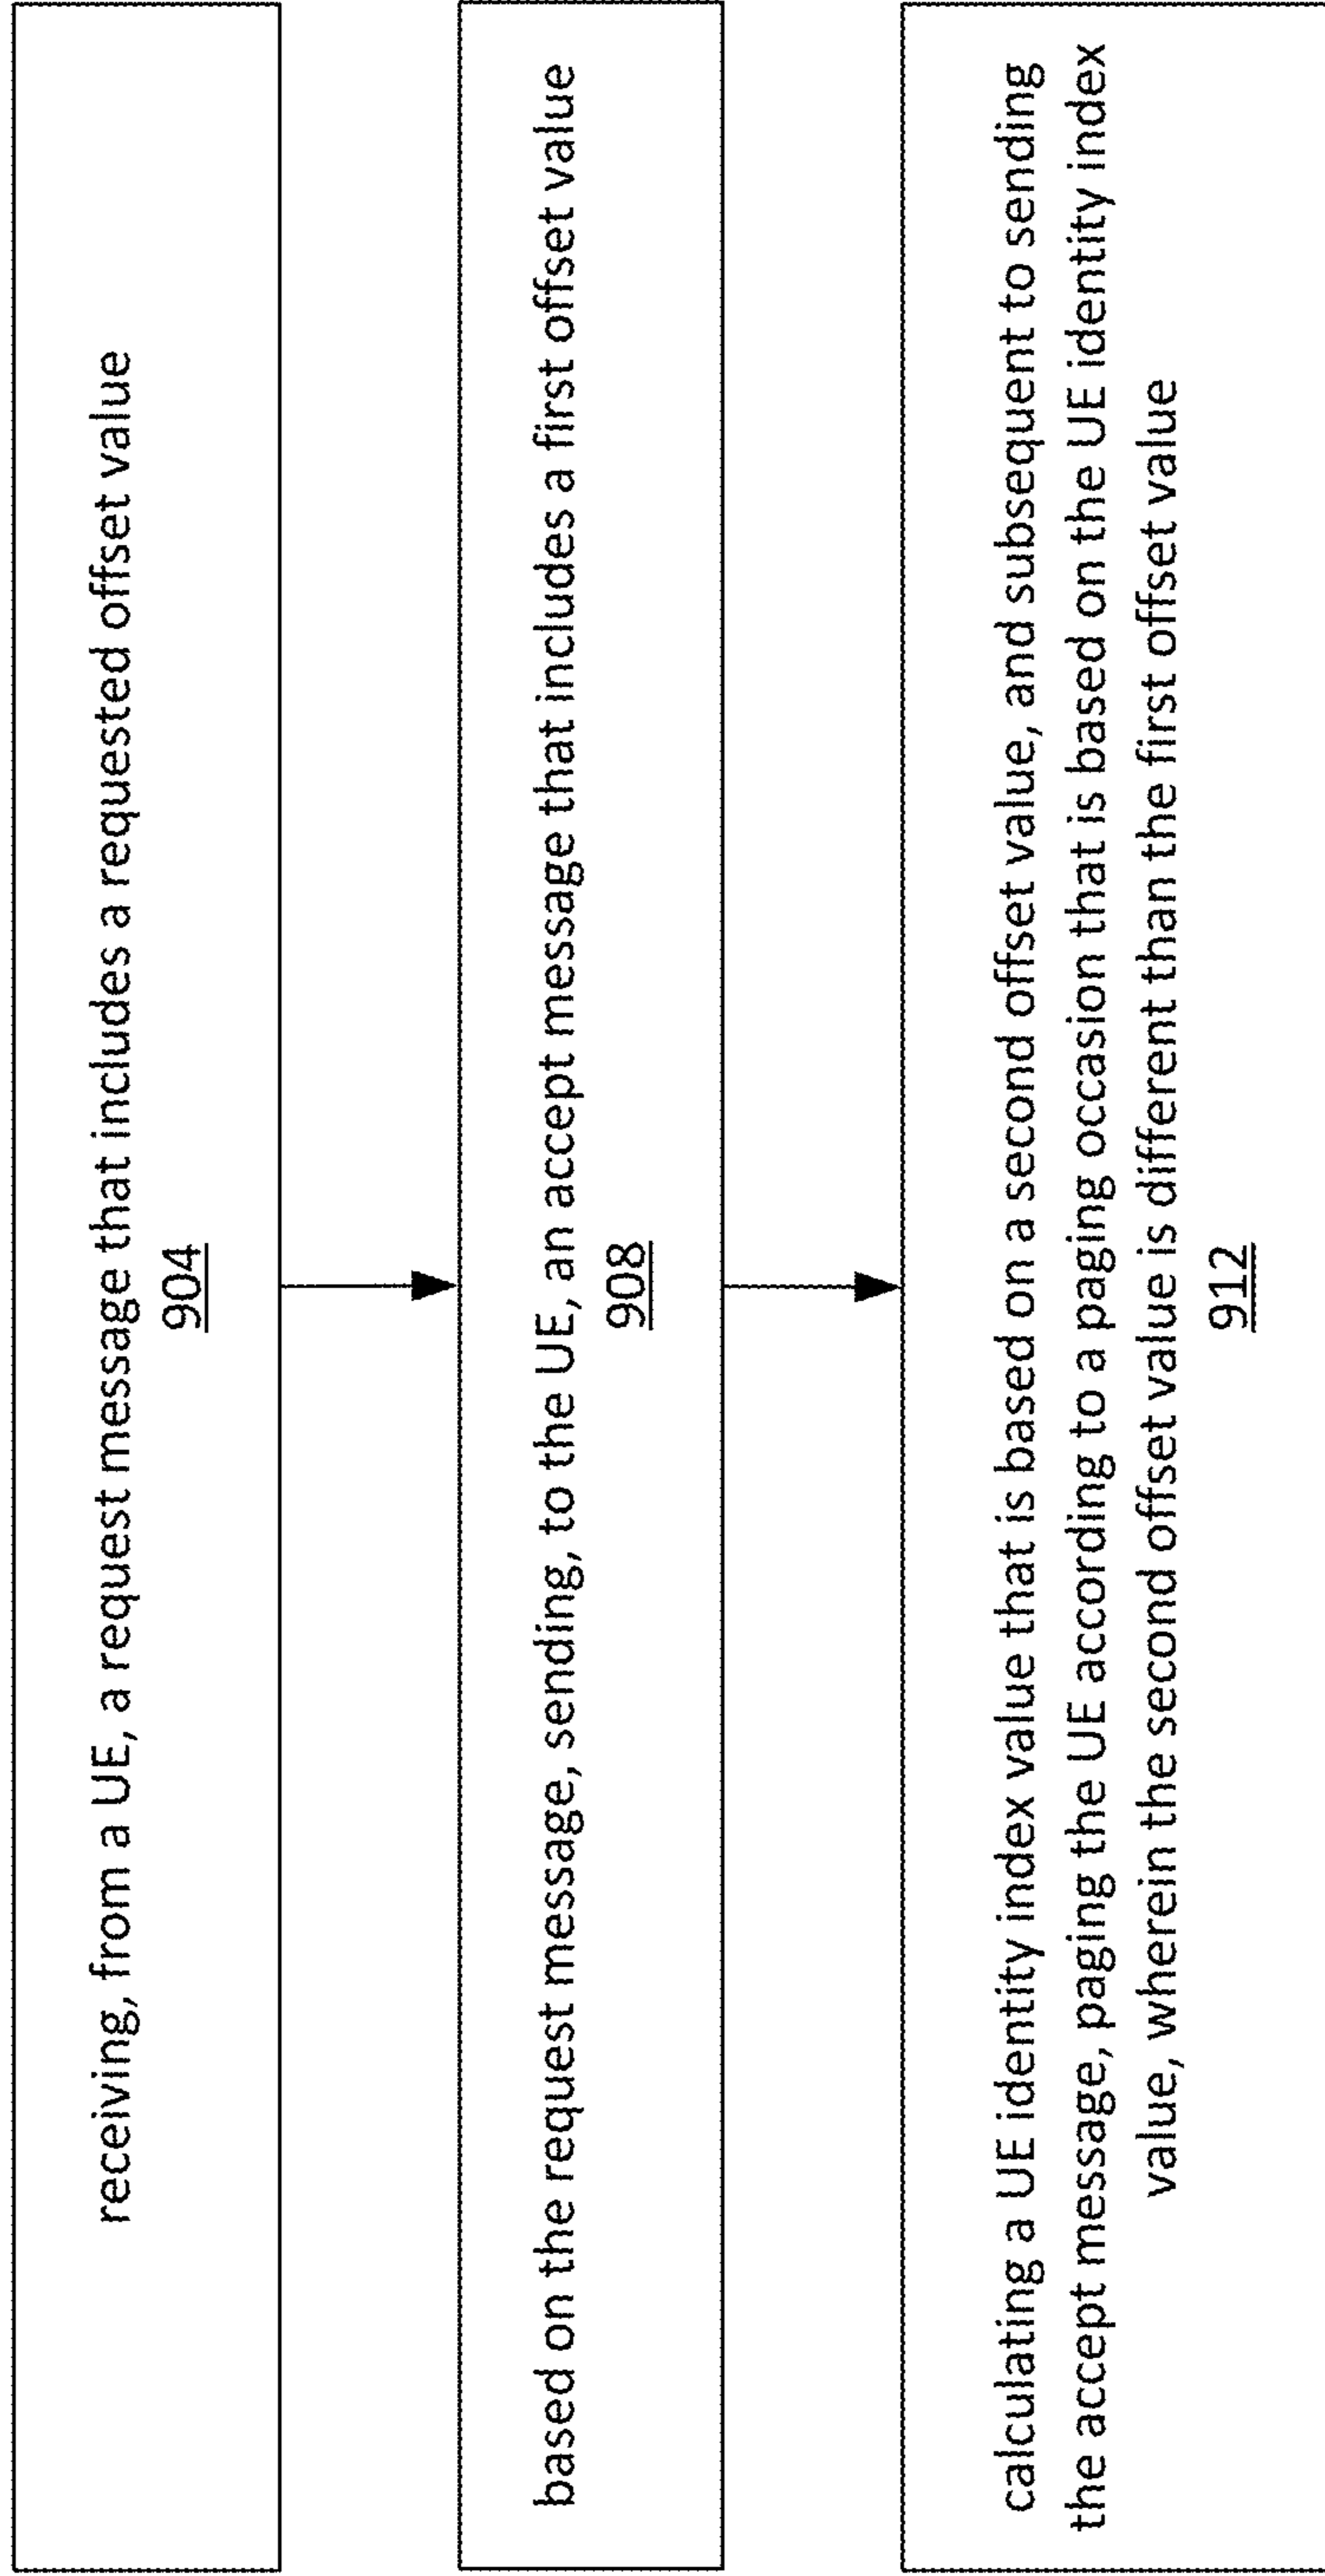 receiving, from a UE, a request message that includes a requested offset value
904
based on the request message, sending, to the UE, an accept message that includes a first offset value
908
calculating a UE identity index value that is based on a second offset value, and subsequent to sending
the accept message, paging the UE according to a paging occasion that is based on the UE identity index
value, wherein the second offset value is different than the first offset value
912